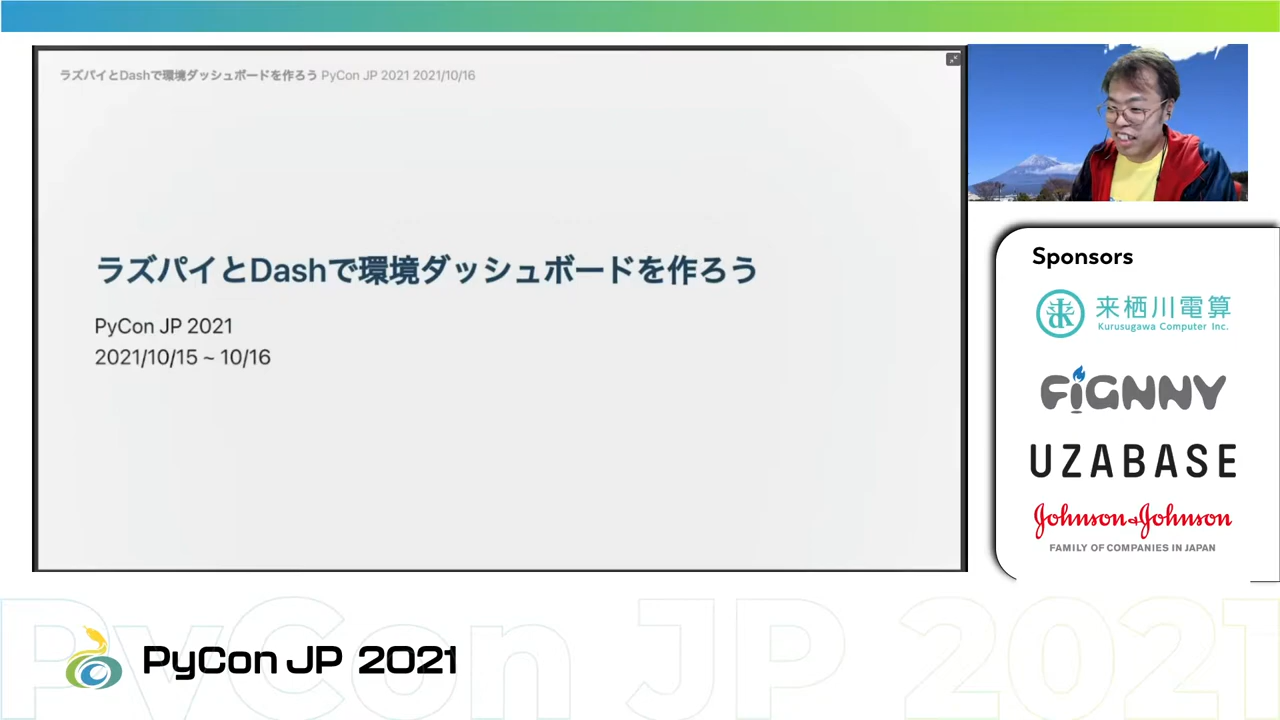 ラズパイとDashで環境ダッシュボードを作ろう PyCon JP 2021 2021/10/16
ラズパイとDashで環境ダッシュボードを作ろう
PyCon JP 2021
2021/10/15 ~ 10/16
Sponsors
来栖川電算
Kurusugawa Computer Inc.
FiGNNY
UZABASE
Johnson&Johnson
FAMILY OF COMPANIES IN JAPAN
PyCon JP 2021
PyCon JP 2021